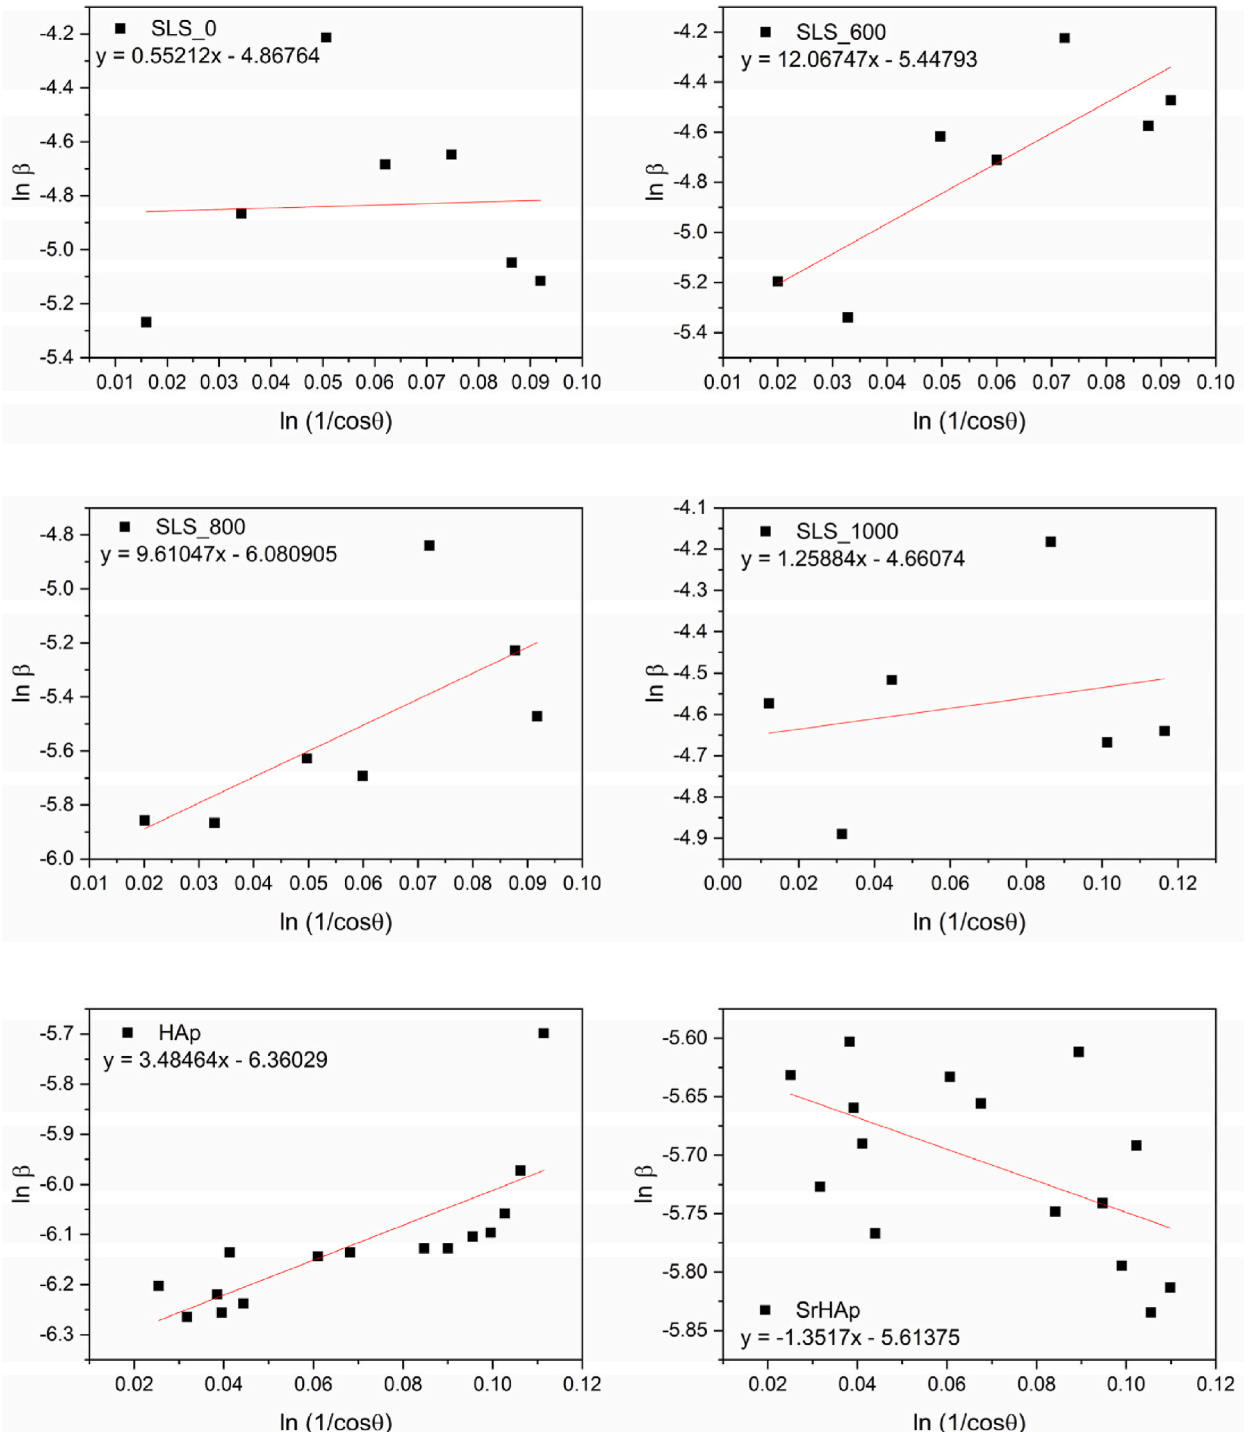 SLS_0
y = 0.55212x - 4.86764
-4.2
-4.4
-4.6
-4.8
-5.0
-5.2
-5.4
ln β
0.01 0.02 0.03 0.04 0.05 0.06 0.07 0.08 0.09 0.10
ln (1/cosθ)
SLS_600
y = 12.06747x - 5.44793
-4.2
-4.4
-4.6
-4.8
-5.0
-5.2
-5.4
ln β
0.01 0.02 0.03 0.04 0.05 0.06 0.07 0.08 0.09 0.10
ln (1/cosθ)
SLS_800
y = 9.61047x - 6.080905
-4.8
-5.0
-5.2
-5.4
-5.6
-5.8
-6.0
ln β
0.01 0.02 0.03 0.04 0.05 0.06 0.07 0.08 0.09 0.10
ln (1/cosθ)
SLS_1000
y = 1.25884x - 4.66074
-4.1
-4.2
-4.3
-4.4
-4.5
-4.6
-4.7
-4.8
-4.9
ln β
0.00 0.02 0.04 0.06 0.08 0.10 0.12
ln (1/cosθ)
HAp
y = 3.48464x - 6.36029
-5.7
-5.8
-5.9
-6.0
-6.1
-6.2
-6.3
ln β
0.02 0.04 0.06 0.08 0.10 0.12
ln (1/cosθ)
-5.60
-5.65
-5.70
-5.75
-5.80
-5.85
ln β
SrHAp
y = -1.3517x - 5.61375
0.02 0.04 0.06 0.08 0.10 0.12
ln (1/cosθ)